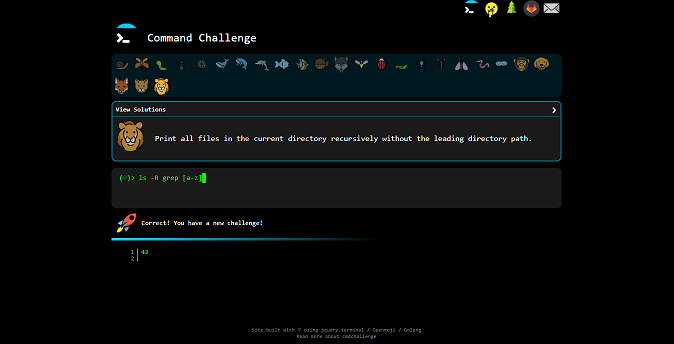 Command Challenge
View Solutions
Print all files in the current directory recursively without the leading directory path.
(0)> ls -R grep [a-z]
Correct! You have a new challenge!
1 42
2
Site built with ♡ using jquery.terminal / Openmoji / Golang
Read more about cmdchallenge